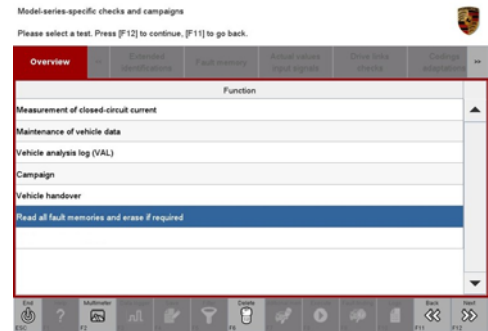 Model-series-specific checks and campaigns
Please select a test. Press [F12] to continue, [F11] to go back.
Overview
Extended identifications
Fault memory
Actual values input signals
Drive links checks
Codings adaptations
Function
Measurement of closed-circuit current
Maintenance of vehicle data
Vehicle analysis log (VAL)
Campaign
Vehicle handover
Read all fault memories and erase if required
End
ESC
?
Multimeter
F2
Delete
F6
Back
F11
Next
F12